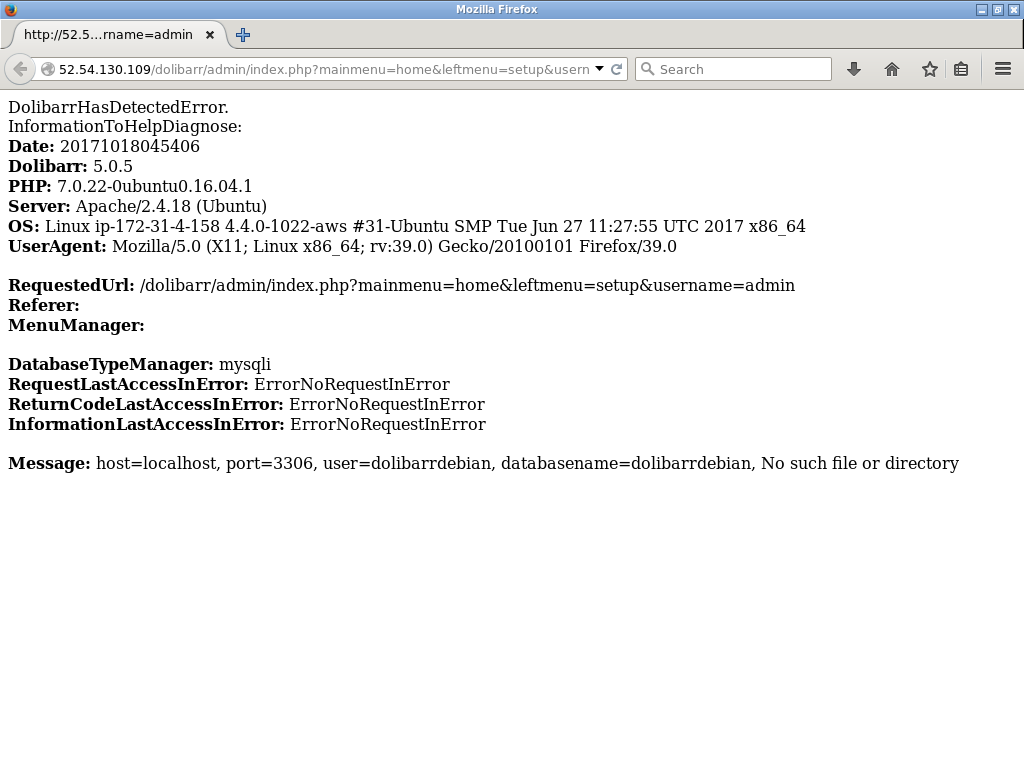 Mozilla Firefox
http://52.5...rname=admin
52.54.130.109/dolibarr/admin/index.php?mainmenu=home&leftmenu=setup&usern
Search
DolibarrHasDetectedError.
InformationToHelpDiagnose:
Date: 20171018045406
Dolibarr: 5.0.5
PHP: 7.0.22-0ubuntu0.16.04.1
Server: Apache/2.4.18 (Ubuntu)
OS: Linux ip-172-31-4-158 4.4.0-1022-aws #31-Ubuntu SMP Tue Jun 27 11:27:55 UTC 2017 x86_64
UserAgent: Mozilla/5.0 (X11; Linux x86_64; rv:39.0) Gecko/20100101 Firefox/39.0
RequestedUrl: /dolibarr/admin/index.php?mainmenu=home&leftmenu=setup&username=admin
Referer:
MenuManager:
DatabaseTypeManager: mysqli
RequestLastAccessInError: ErrorNoRequestInError
ReturnCodeLastAccessInError: ErrorNoRequestInError
InformationLastAccessInError: ErrorNoRequestInError
Message: host=localhost, port=3306, user=dolibarrdebian, databasename=dolibarrdebian, No such file or directory